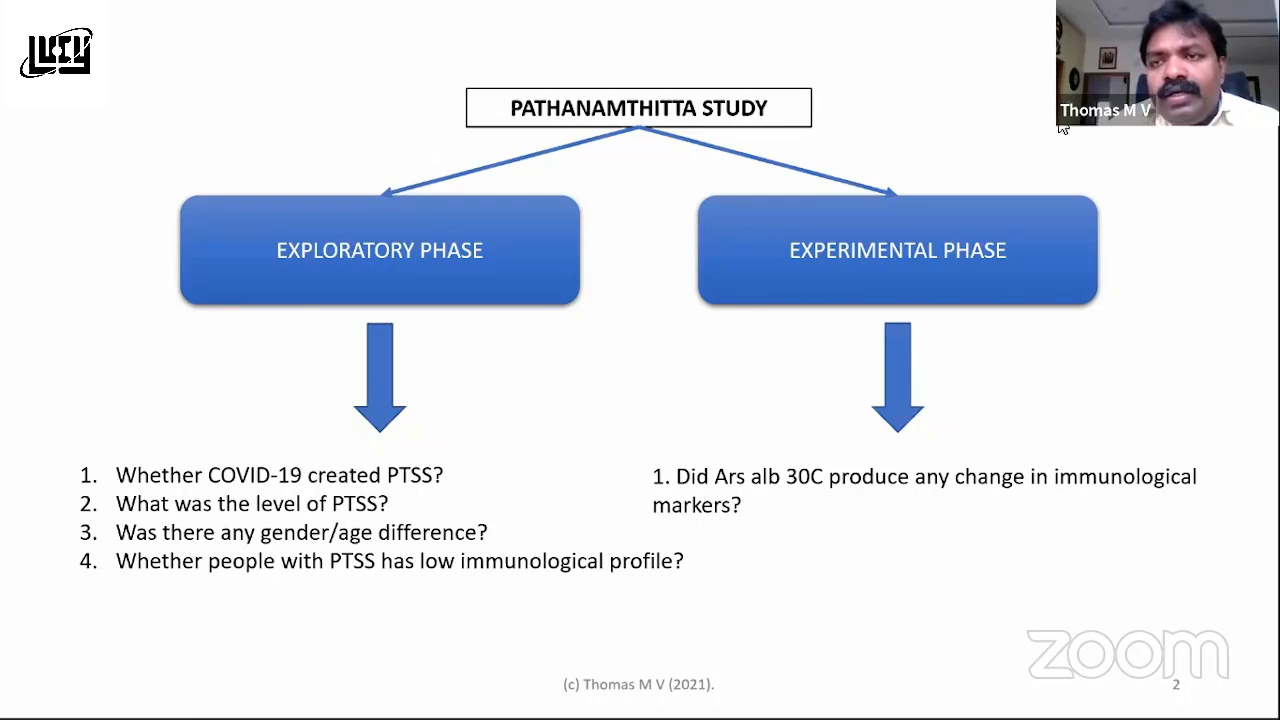 Thomas M V
PATHANAMTHITTA STUDY
EXPLORATORY PHASE
EXPERIMENTAL PHASE
1. Whether COVID-19 created PTSS?
2. What was the level of PTSS?
3. Was there any gender/age difference?
4. Whether people with PTSS has low immunological profile?
1. Did Ars alb 30C produce any change in immunological
markers?
zoom
(c) Thomas M V (2021).
2